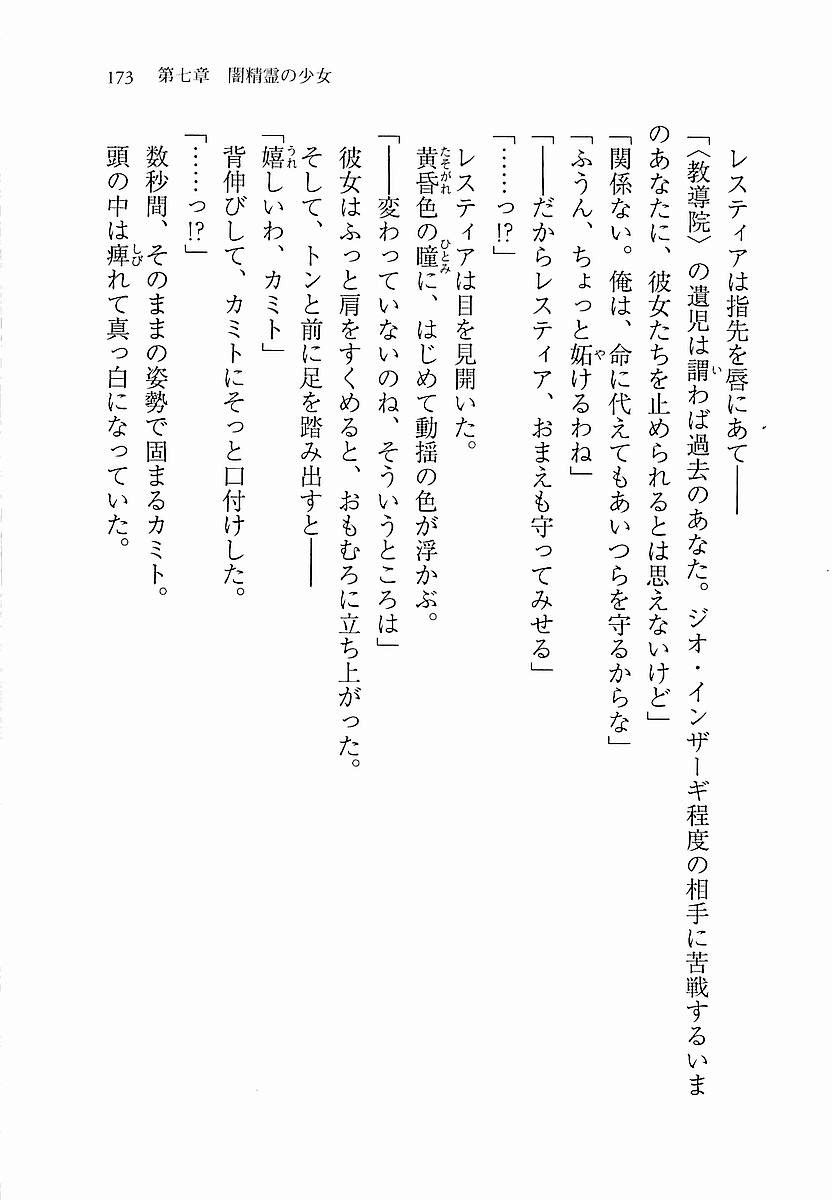 173　第七章　闇精霊の少女
　レスティアは指先を唇にあて――
「〈教導院〉の遺児は謂わば過去のあなた。ジオ・インザーギ程度の相手に苦戦するいま
のあなたに、彼女たちを止められるとは思えないけど」
「関係ない。俺は、命に代えてもあいつらを守るからな」
「ふうん、ちょっと妬けるわね」
「――だからレスティア、おまえも守ってみせる」
「……っ!?」
　レスティアは目を見開いた。
　黄昏色の瞳に、はじめて動揺の色が浮かぶ。
「――変わっていないのね、そういうところは」
　彼女はふっと肩をすくめると、おもむろに立ち上がった。
　そして、トンと前に足を踏み出すと――
「嬉しいわ、カミト」
　背伸びして、カミトにそっと口付けした。
「……っ!?」
　数秒間、そのままの姿勢で固まるカミト。
　頭の中は痺れて真っ白になっていた。